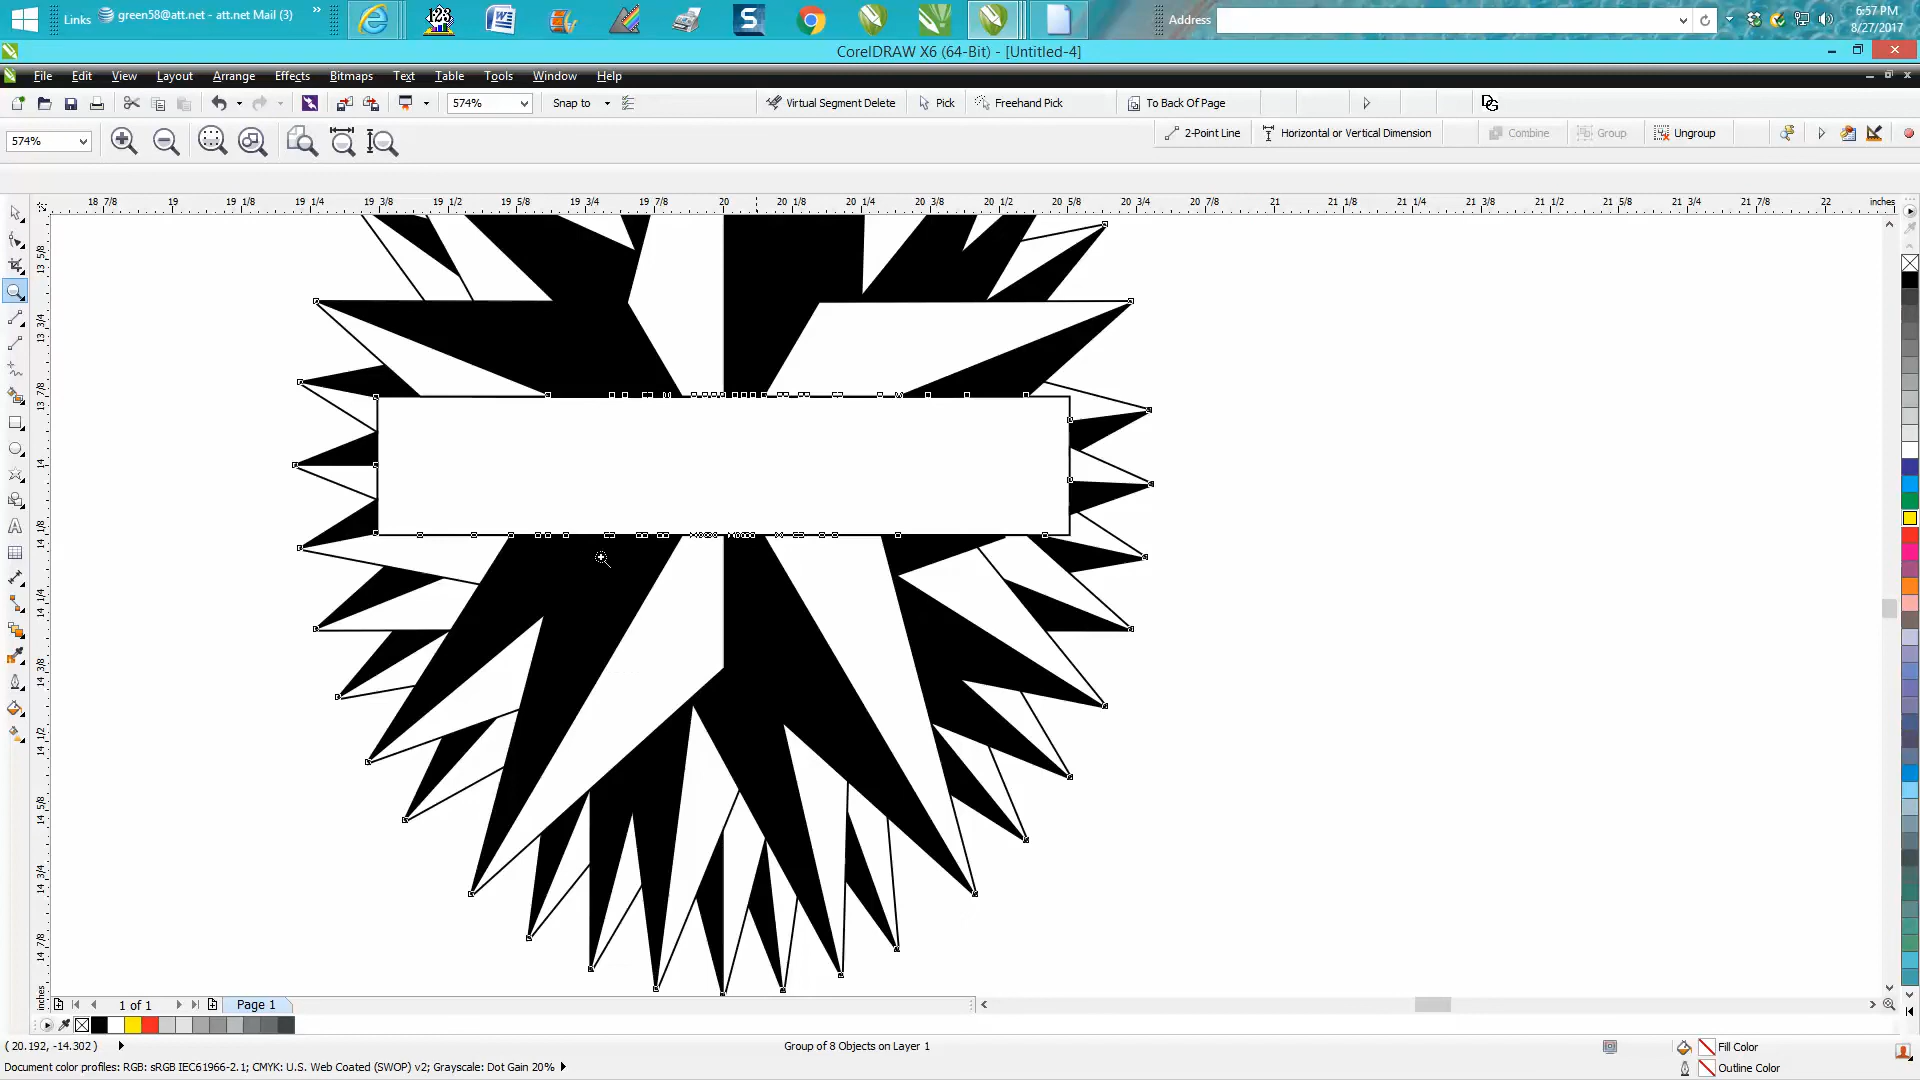 Links green58@att.net - att.net Mail (3) » 123 Address 6:57 PM
8/27/2017
CorelDRAW X6 (64-Bit) - [Untitled-4]
File Edit View Layout Arrange Effects Bitmaps Text Table Tools Window Help
574% Snap to Virtual Segment Delete Pick Freehand Pick To Back Of Page
574% 2-Point Line Horizontal or Vertical Dimension Combine Group Ungroup
18 7/8 19 19 1/8 19 1/4 19 3/8 19 1/2 19 5/8 19 3/4 19 7/8 20 20 1/8 20 1/4 20 3/8 20 1/2 20 5/8 20 3/4 20 7/8 21 21 1/8 21 1/4 21 3/8 21 1/2 21 5/8 21 3/4 21 7/8 22 inches
13 5/8
13 3/4
13 7/8
14
14 1/8
14 1/4
14 3/8
14 1/2
14 5/8
14 3/4
14 7/8
inches
1 of 1 Page 1
(20.192, -14.302) Group of 8 Objects on Layer 1 Fill Color
Document color profiles: RGB: sRGB IEC61966-2.1; CMYK: U.S. Web Coated (SWOP) v2; Grayscale: Dot Gain 20% Outline Color